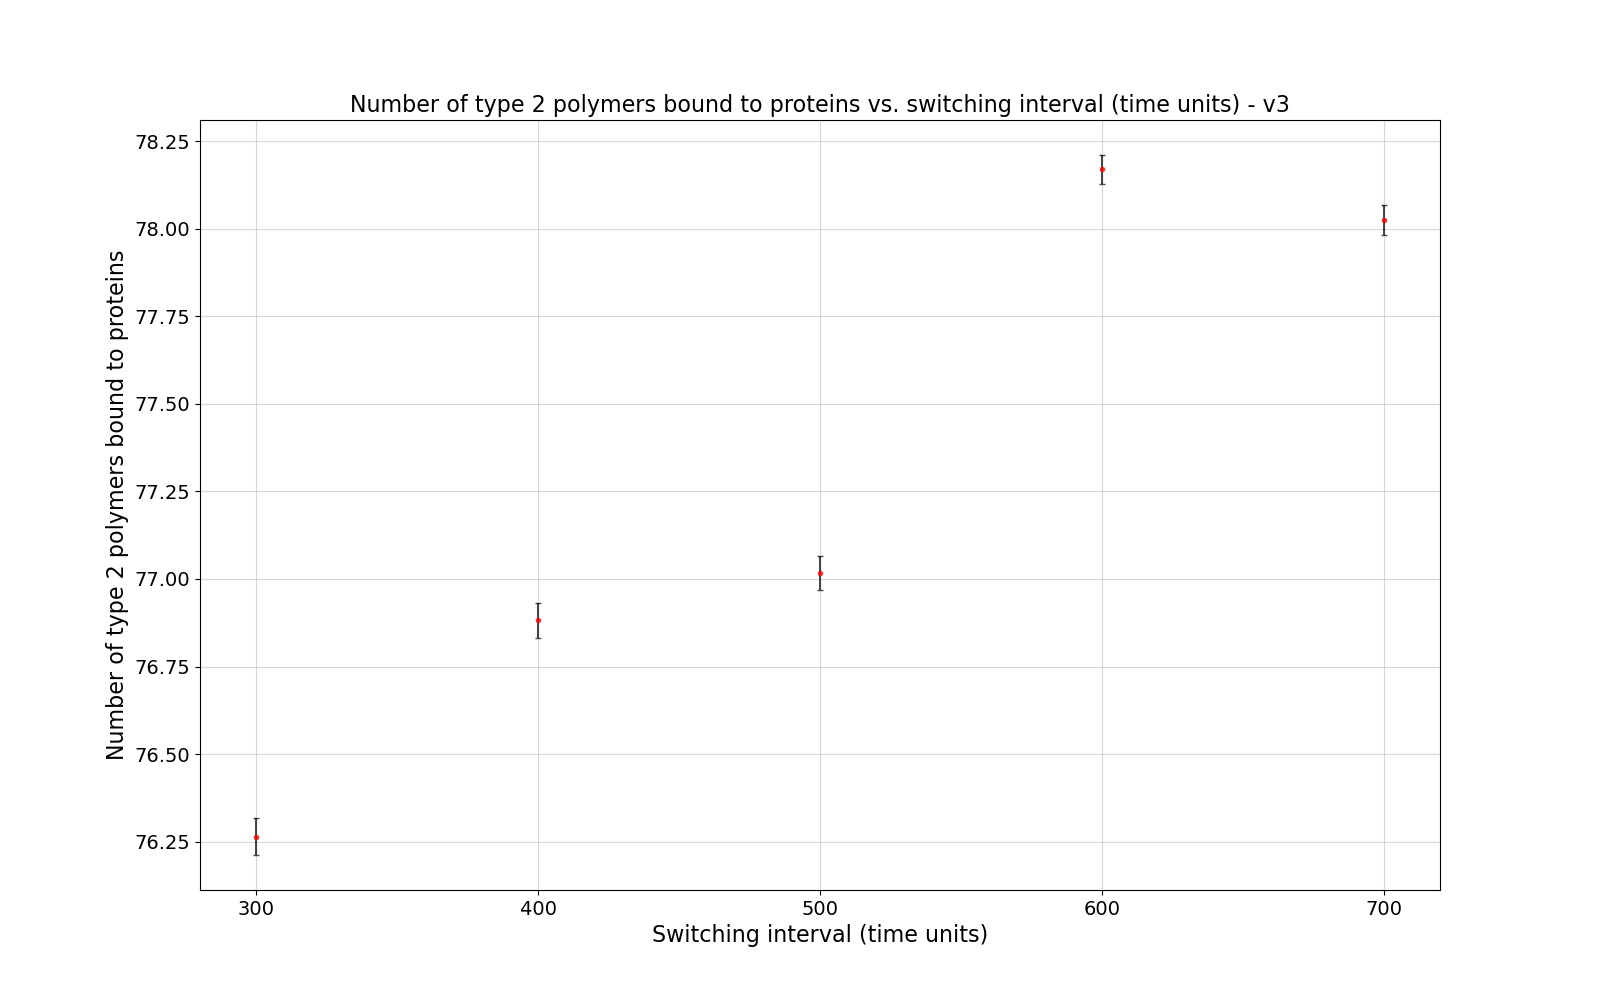 Number of type 2 polymers bound to proteins vs. switching interval (time units) - v3
Number of type 2 polymers bound to proteins
78.25
78.00
77.75
77.50
77.25
77.00
76.75
76.50
76.25
300 400 500 600 700
Switching interval (time units)